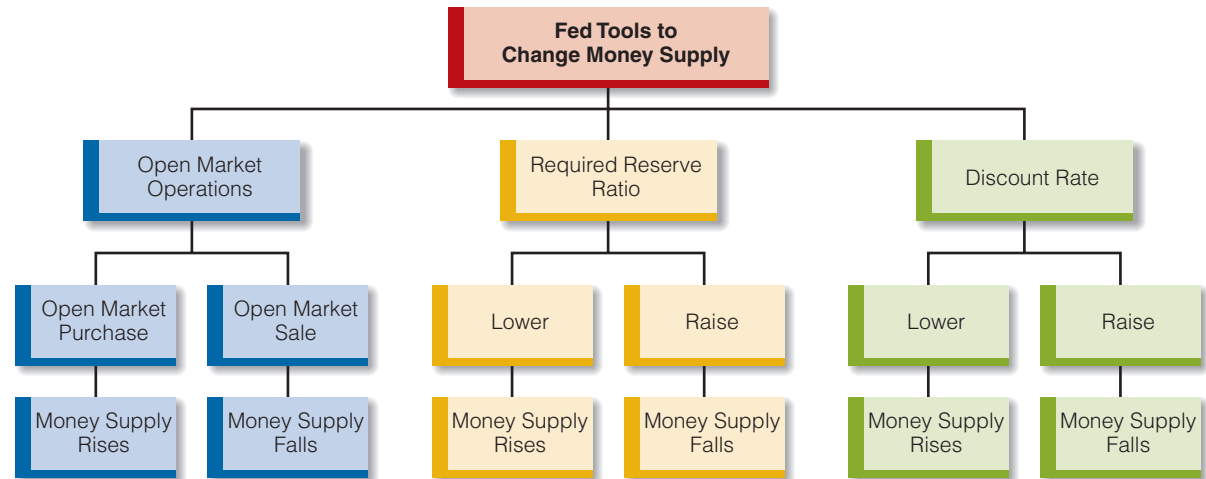 Fed Tools to
Change Money Supply
Open Market
Operations
Required Reserve
Ratio
Discount Rate
Open Market
Purchase
Open Market
Sale
Lower
Raise
Lower
Raise
Money Supply
Rises
Money Supply
Falls
Money Supply
Rises
Money Supply
Falls
Money Supply
Rises
Money Supply
Falls